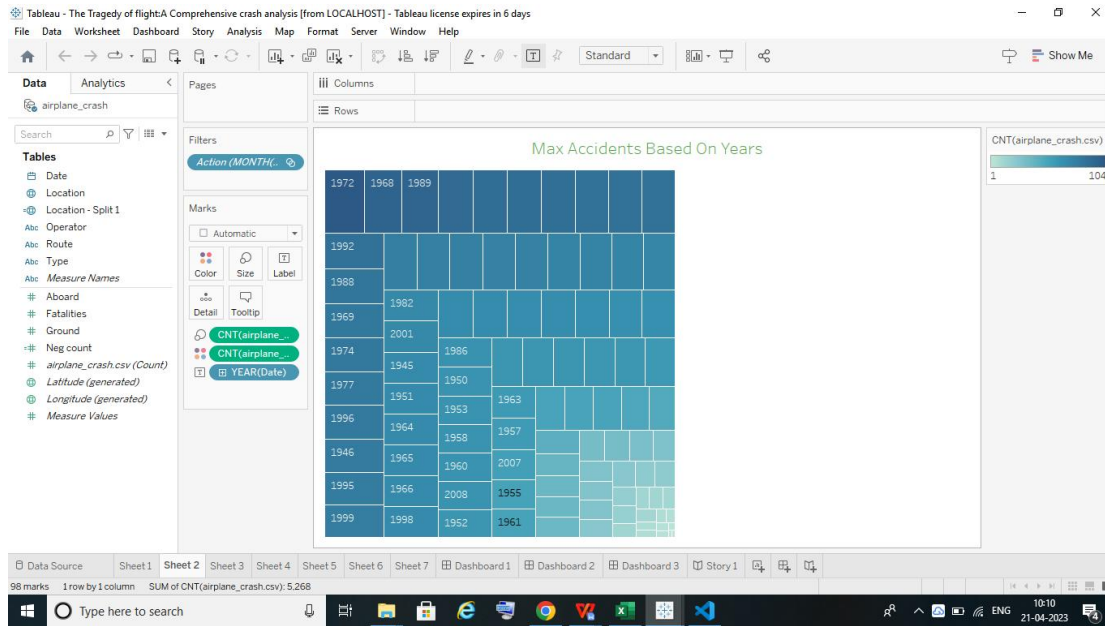 Tableau - The Tragedy of flight:A Comprehensive crash analysis [from LOCALHOST] - Tableau license expires in 6 days
File Data Worksheet Dashboard Story Analysis Map Format Server Window Help
Standard
Show Me
Data Analytics
airplane_crash
Search
Tables
Date
Location
Location - Split 1
Abc Operator
Abc Route
Abc Type
Abc Measure Names
# Aboard
# Fatalities
# Ground
# Neg count
# airplane_crash.csv (Count)
Latitude (generated)
Longitude (generated)
# Measure Values
Pages
Filters
Action (MONTH(..
Marks
Automatic
Color Size Label
Detail Tooltip
CNT(airplane_..
CNT(airplane_..
YEAR(Date)
Columns
Rows
Max Accidents Based On Years
1972 1968 1989
1992
1988
1969
1974
1977
1996
1946
1995
1999
1982
2001
1945
1951
1964
1965
1966
1998
1986
1950
1953
1958
1960
2008
1952
1963
1957
2007
1955
1961
CNT(airplane_crash.csv)
1 104
Data Source Sheet 1 Sheet 2 Sheet 3 Sheet 4 Sheet 5 Sheet 6 Sheet 7 Dashboard 1 Dashboard 2 Dashboard 3 Story 1
98 marks 1 row by 1 column SUM of CNT(airplane_crash.csv): 5,268
Type here to search
ENG
10:10
21-04-2023
4